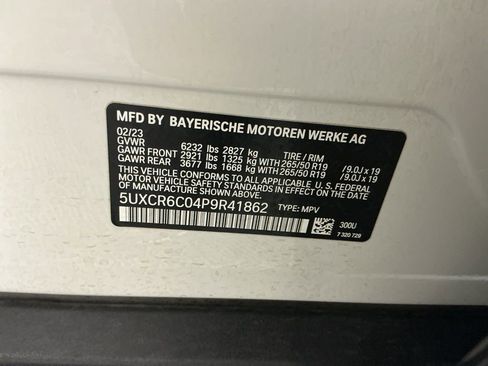 MFD BY BAYERISCHE MOTOREN WERKE AG
02/23
GVWR 6232 lbs 2827 kg TIRE / RIM
GAWR FRONT 2921 lbs 1325 kg WITH 265/50 R19 /9.0J x 19
GAWR REAR 3677 lbs 1668 kg WITH 265/50 R19 /9.0J x 19
THIS VEHICLE CONFORMS TO ALL APPLICABLE U.S. FEDERAL
MOTOR VEHICLE SAFETY STANDARDS IN EFFECT ON THE DATE
OF MANUFACTURE SHOWN ABOVE.
5UXCR6C04P9R41862 TYPE: MPV
300U
7 320 729